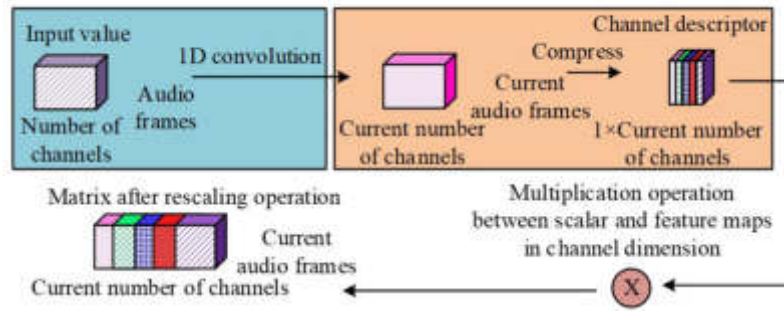 Input value
1D convolution
Audio
frames
Number of
channels
Current number
of channels
Compress
Current
audio frames
Channel descriptor
1×Current number
of channels
Matrix after rescaling operation
Current
audio frames
Current number of channels
Multiplication operation
between scalar and feature maps
in channel dimension
X